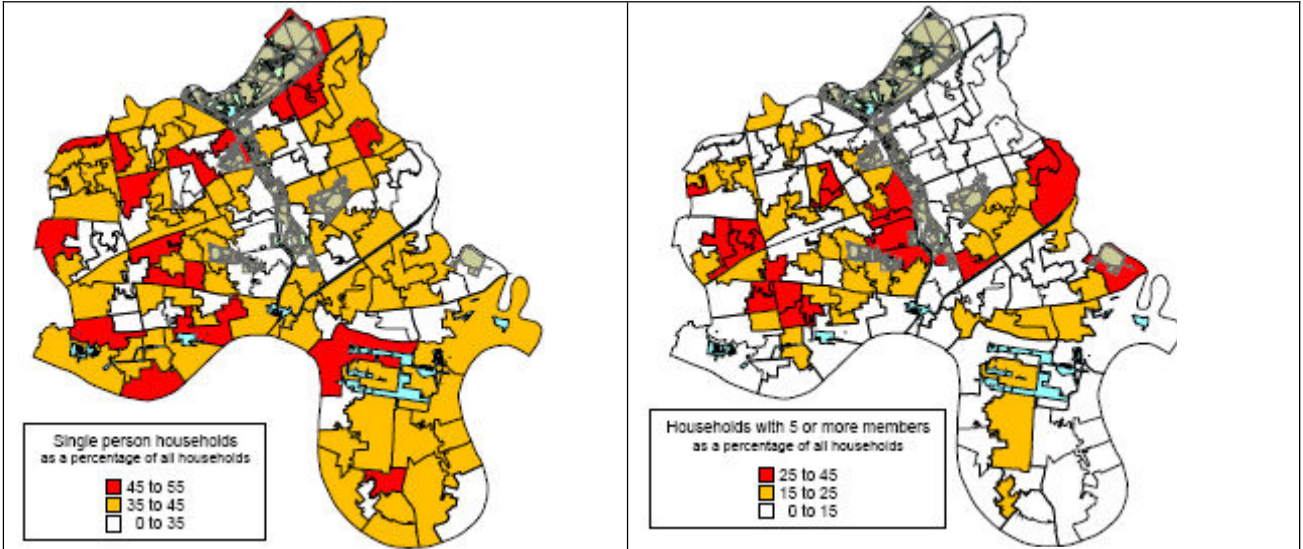 Single person households
as a percentage of all households
45 to 55
35 to 45
0 to 35
Households with 5 or more members
as a percentage of all households
25 to 45
15 to 25
0 to 15